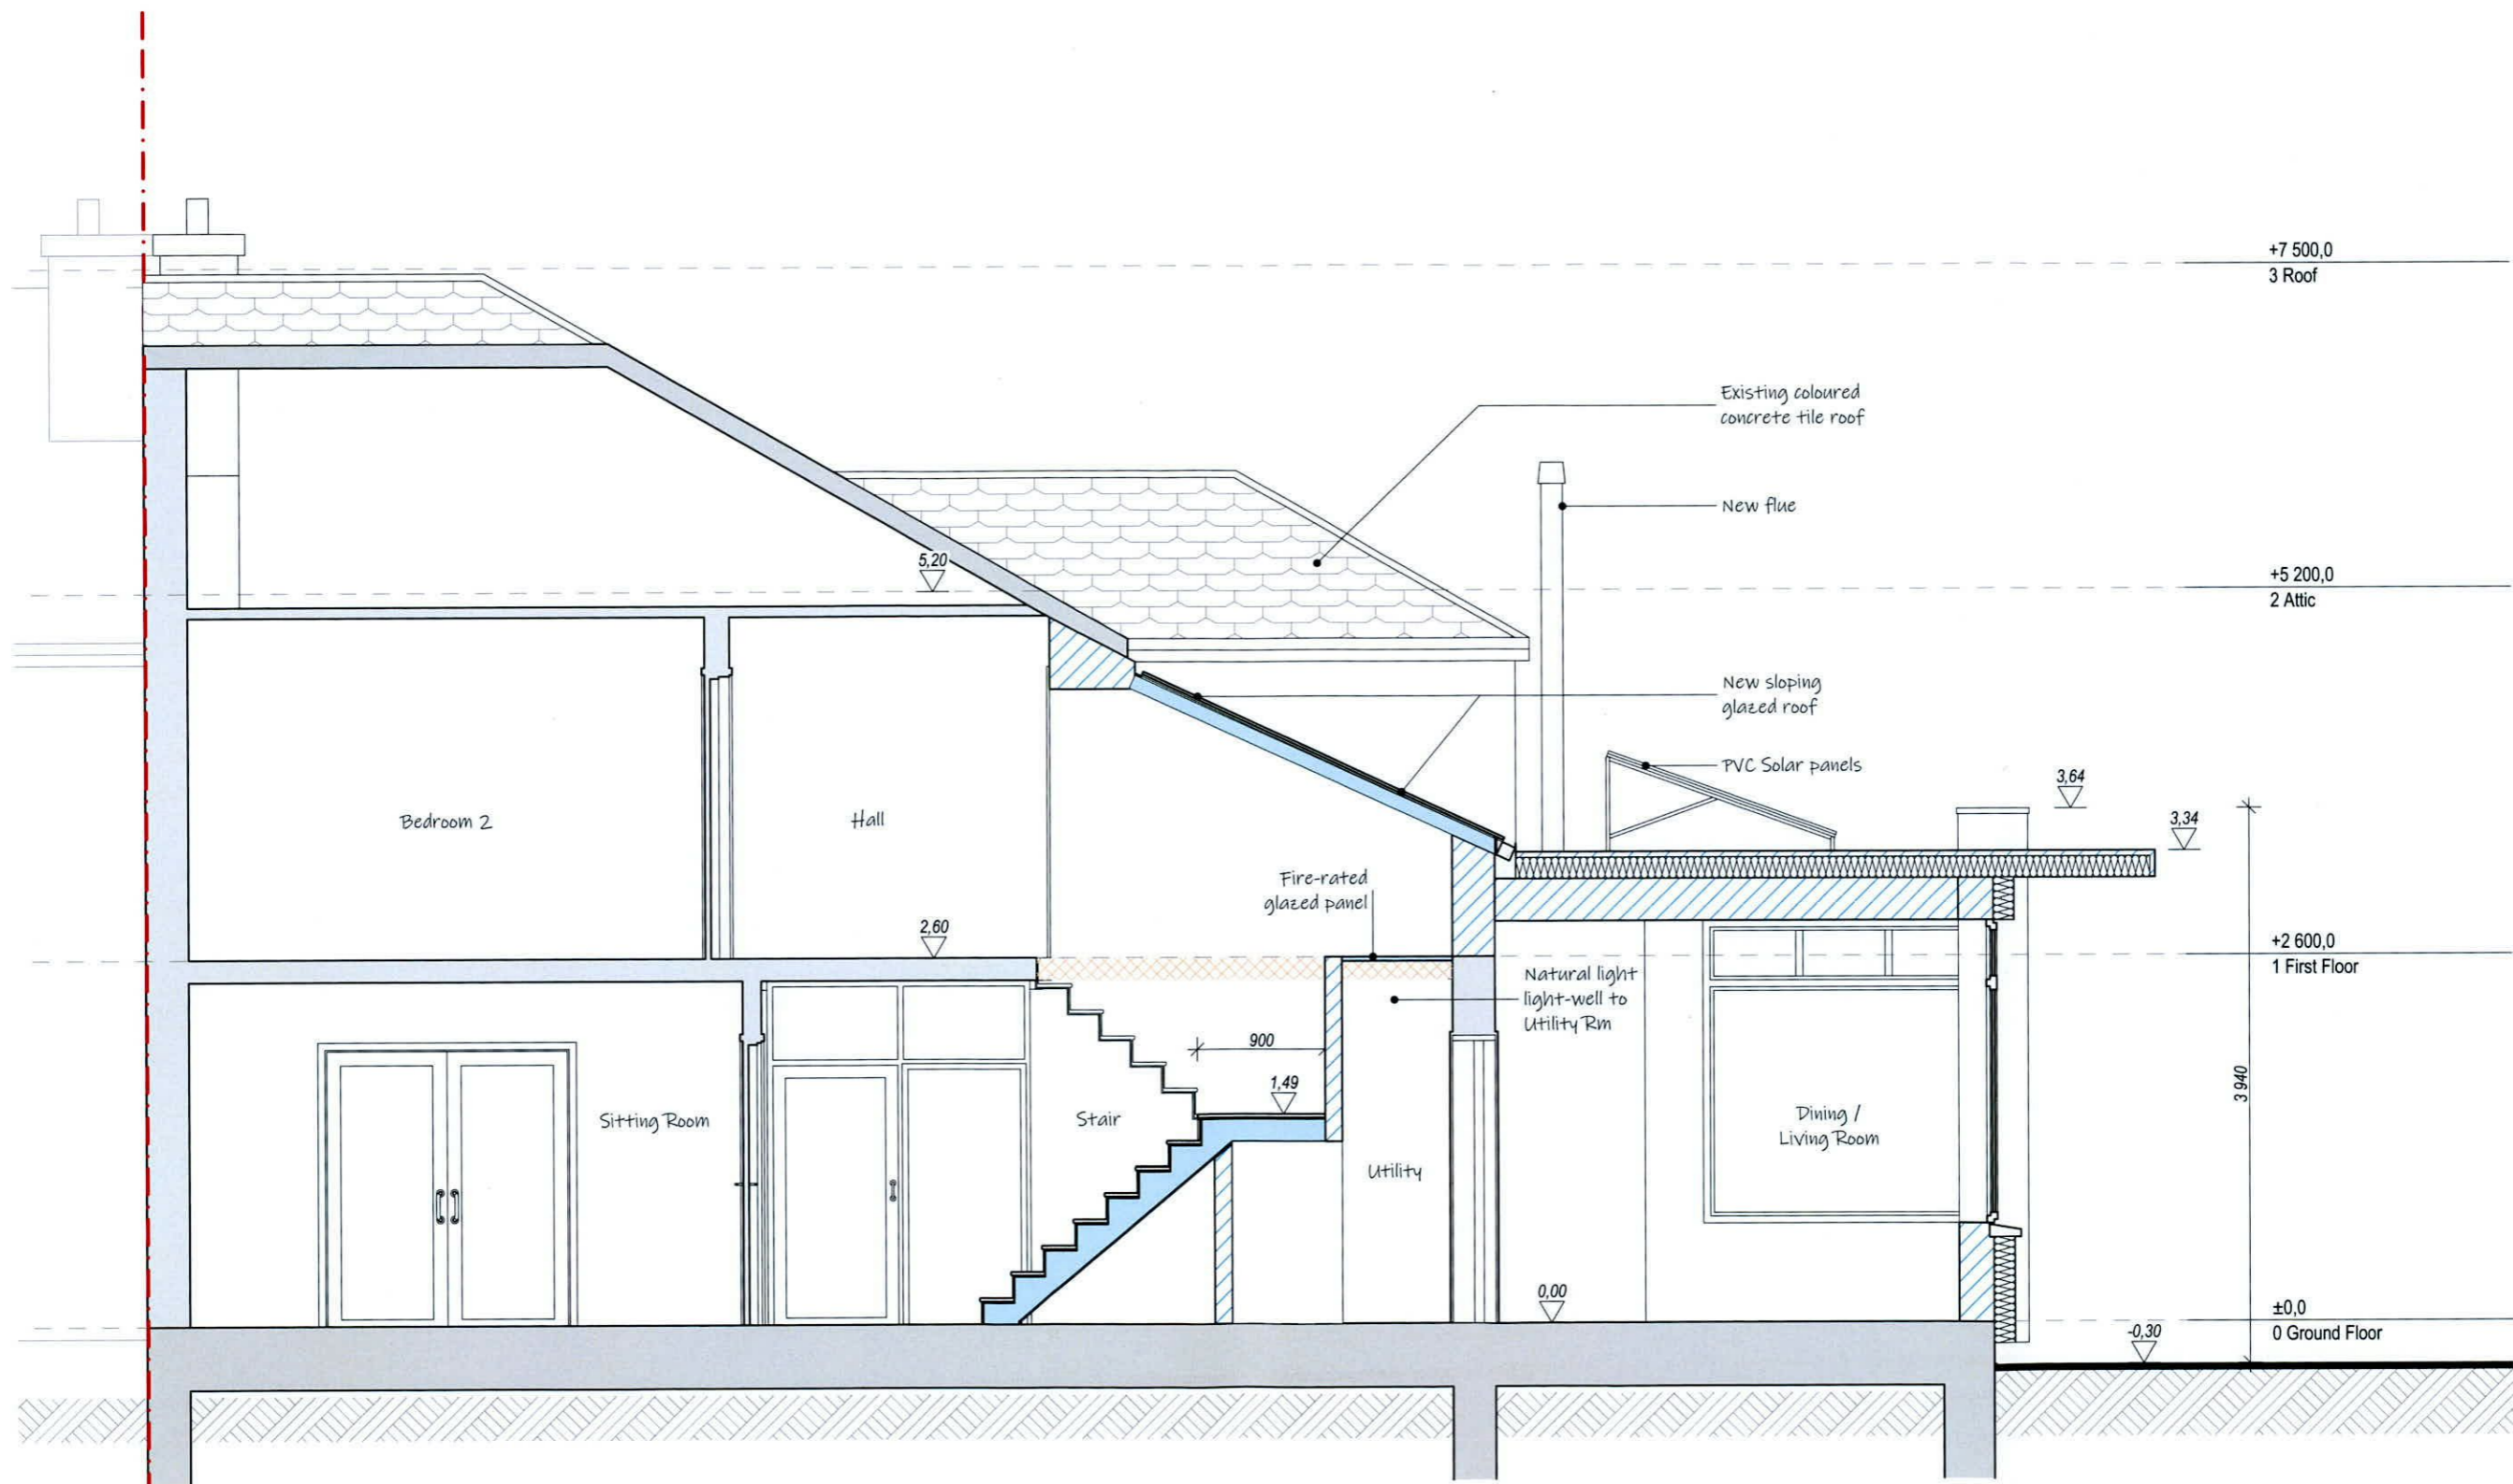 +7 500,0
3 Roof
Existing coloured
concrete tile roof
New flue
5,20
+5 200,0
2 Attic
New sloping
glazed roof
PVC Solar panels
3,64
3,34
Bedroom 2
Hall
Fire-rated
glazed panel
2,60
+2 600,0
1 First Floor
Natural light
light-well to
Utility Rm
900
1,49
3 940
Sitting Room
Stair
Dining /
Living Room
Utility
0,00
±0,0
0 Ground Floor
-0,30